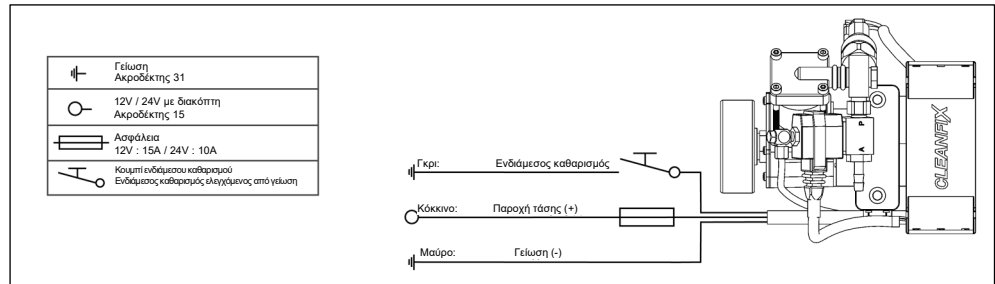 Γείωση
Ακροδέκτης 31
12V / 24V με διακόπτη
Ακροδέκτης 15
Ασφάλεια
12V : 15A / 24V : 10A
Κουμπί ενδιάμεσου καθαρισμού
Ενδιάμεσος καθαρισμός ελεγχόμενος από γείωση
Γκρι: Ενδιάμεσος καθαρισμός
Κόκκινο: Παροχή τάσης (+)
Μαύρο: Γείωση (-)
P
A
CLEANFIX